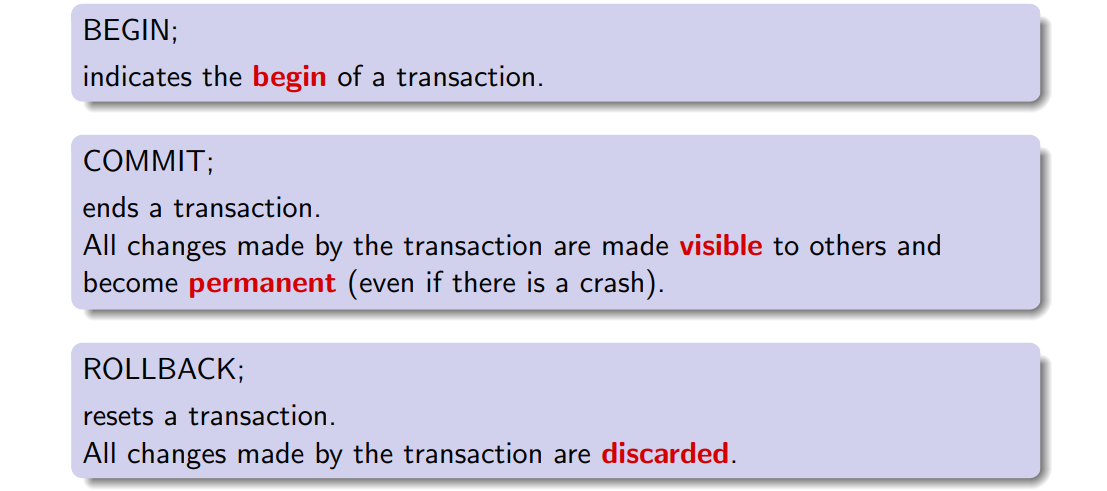 BEGIN;
indicates the begin of a transaction.
COMMIT;
ends a transaction.
All changes made by the transaction are made visible to others and
become permanent (even if there is a crash).
ROLLBACK;
resets a transaction.
All changes made by the transaction are discarded.